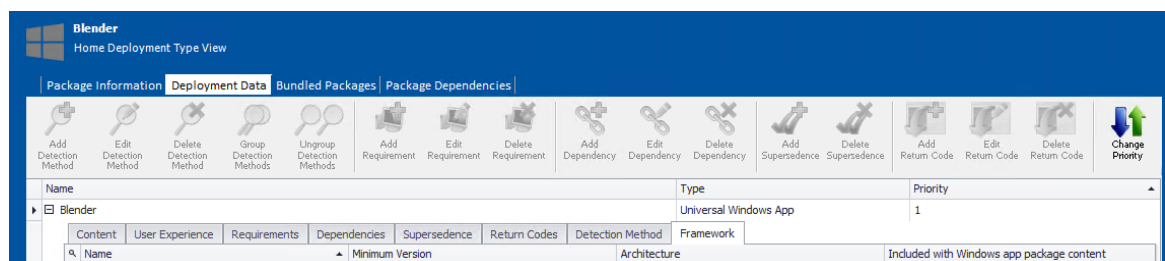 Blender
Home Deployment Type View
Package Information Deployment Data Bundled Packages Package Dependencies
Add Detection Method
Edit Detection Method
Delete Detection Method
Group Detection Methods
Ungroup Detection Methods
Add Requirement
Edit Requirement
Delete Requirement
Add Dependency
Edit Dependency
Delete Dependency
Add Supersedence
Delete Supersedence
Add Return Code
Edit Return Code
Delete Return Code
Change Priority
Name Type Priority
Blender Universal Windows App 1
Content User Experience Requirements Dependencies Supersedence Return Codes Detection Method Framework
Name Minimum Version Architecture Included with Windows app package content